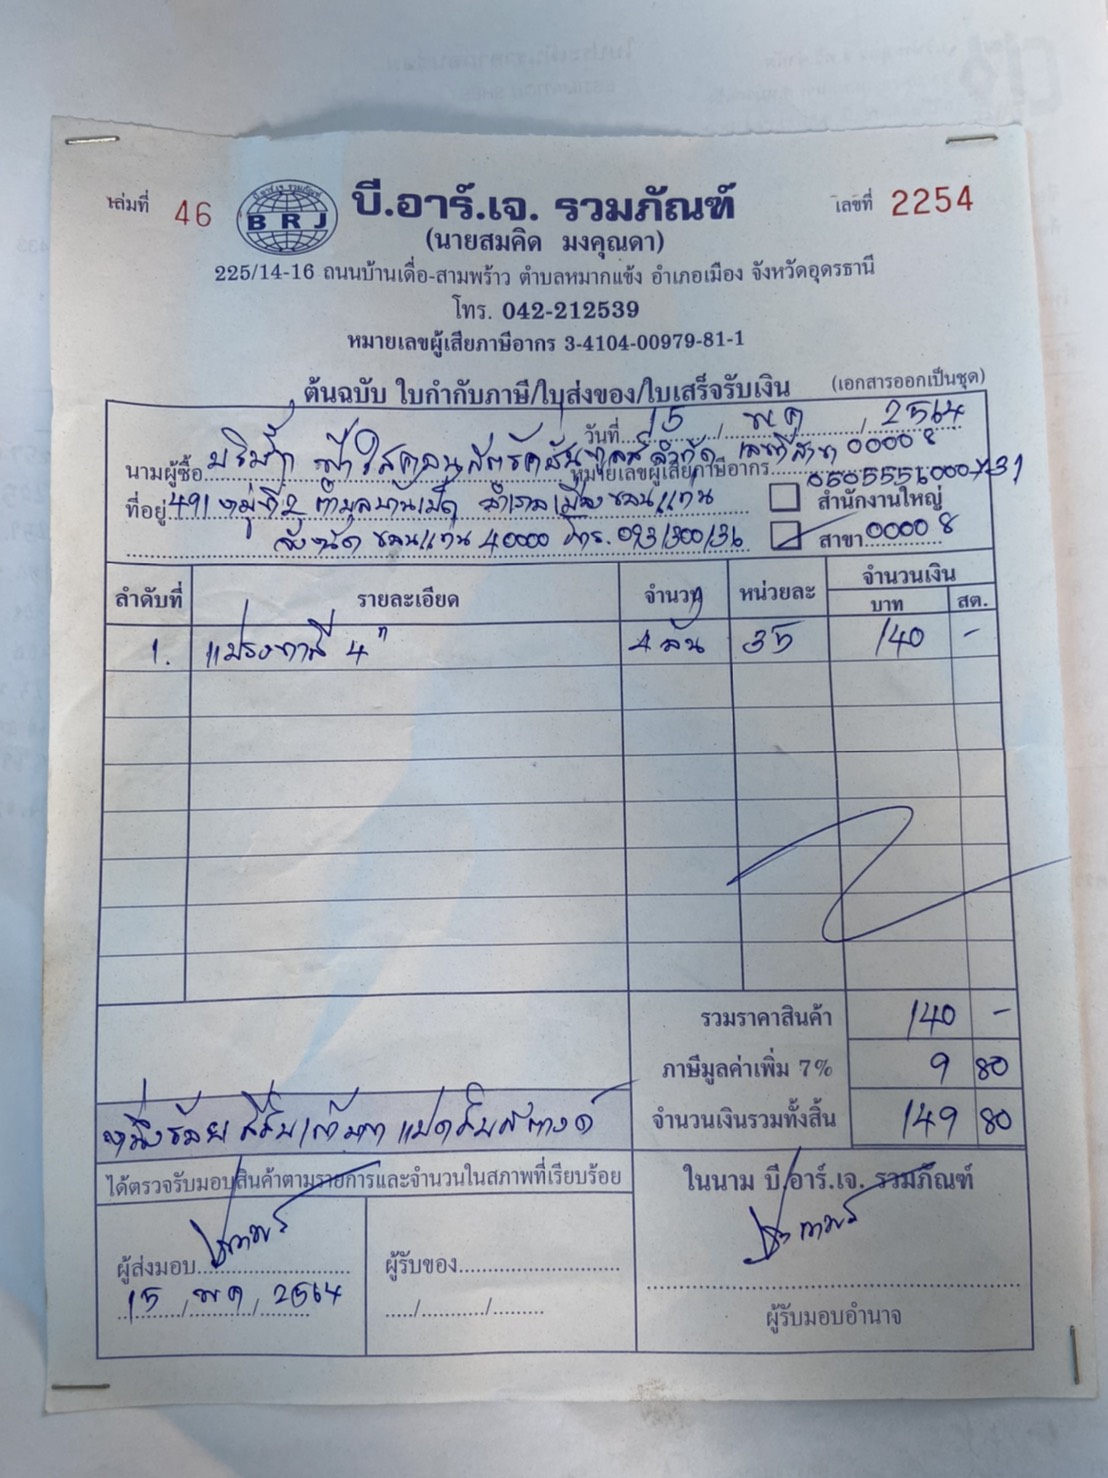 เล่มที่ 46
บี.อาร์.เจ. รวมภัณฑ์
BRJ
เลขที่ 2254
(นายสมคิด มงคุณดา)
225/14-16 ถนนบ้านเดื่อ-สามพร้าว ตำบลหมากแข้ง อำเภอเมือง จังหวัดอุดรธานี
โทร. 042-212539
หมายเลขผู้เสียภาษีอากร 3-4104-00979-81-1
ต้นฉบับ ใบกำกับภาษี/ใบส่งของ/ใบเสร็จรับเงิน (เอกสารออกเป็นชุด)
วันที่ 15 พค 2564
นามผู้ซื้อ บริษัท จำกัด เลขที่สาขา 00008
หมายเลขผู้เสียภาษีอากร
ที่อยู่ 491 หมู่ที่ 2 ตำบลบ้านเป็ด อำเภอเมืองขอนแก่น สำนักงานใหญ่
จังหวัด ขอนแก่น 40000 โทร. 0931300136 สาขา 00008
ลำดับที่ รายละเอียด จำนวน หน่วยละ จำนวนเงิน
บาท สต.
1. แปรงทาสี 4" 4 อัน 35 140 -
รวมราคาสินค้า 140 -
ภาษีมูลค่าเพิ่ม 7% 9 80
หนึ่งร้อยสี่สิบเก้าบาทแปดสิบสตางค์ จำนวนเงินรวมทั้งสิ้น 149 80
ได้ตรวจรับมอบสินค้าตามรายการและจำนวนในสภาพที่เรียบร้อย
ในนาม บี.อาร์.เจ. รวมภัณฑ์
ผู้ส่งมอบ
15 / พค / 2564
ผู้รับของ
ผู้รับมอบอำนาจ